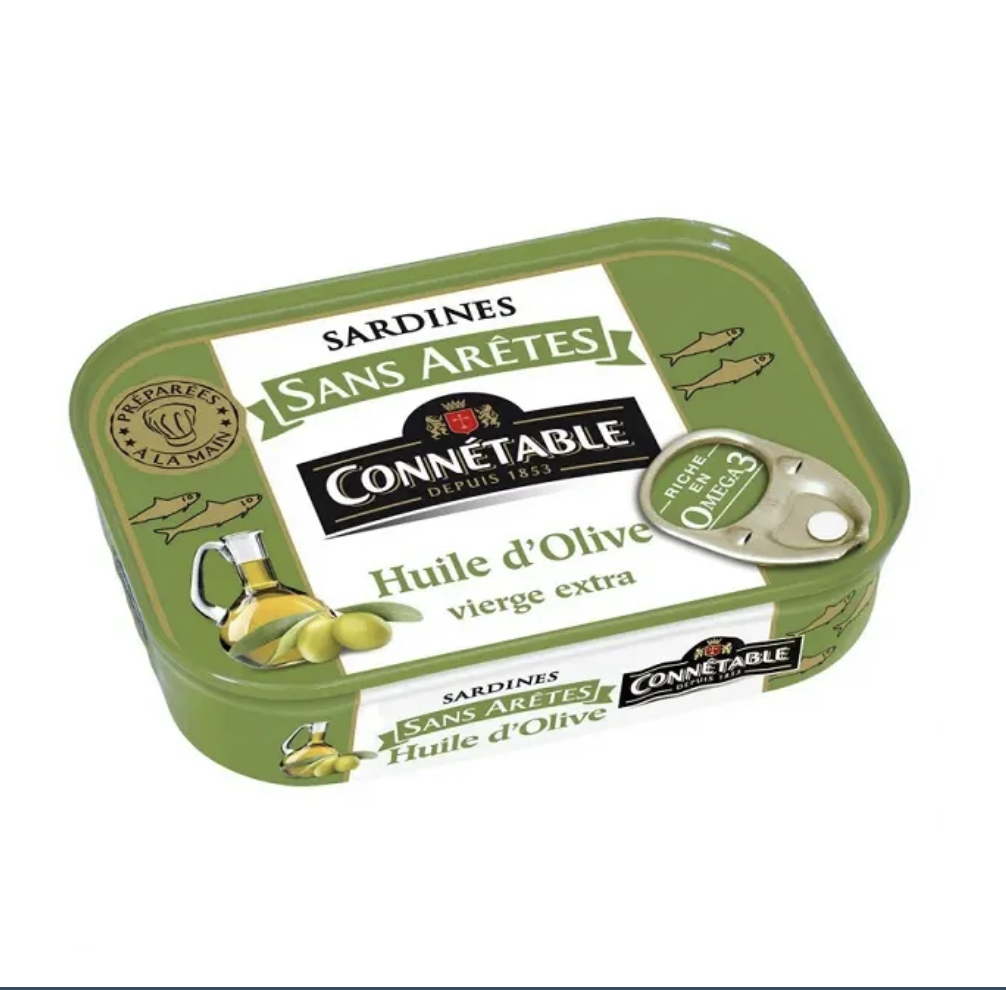 SARDINES
SANS ARÊTES
PRÉPARÉES
À LA MAIN
CONNÉTABLE
DEPUIS 1853
RICHE
EN
OMEGA3
Huile d'Olive
vierge extra
SARDINES
SANS ARÊTES
Huile d'Olive
CONNÉTABLE
DEPUIS 1853